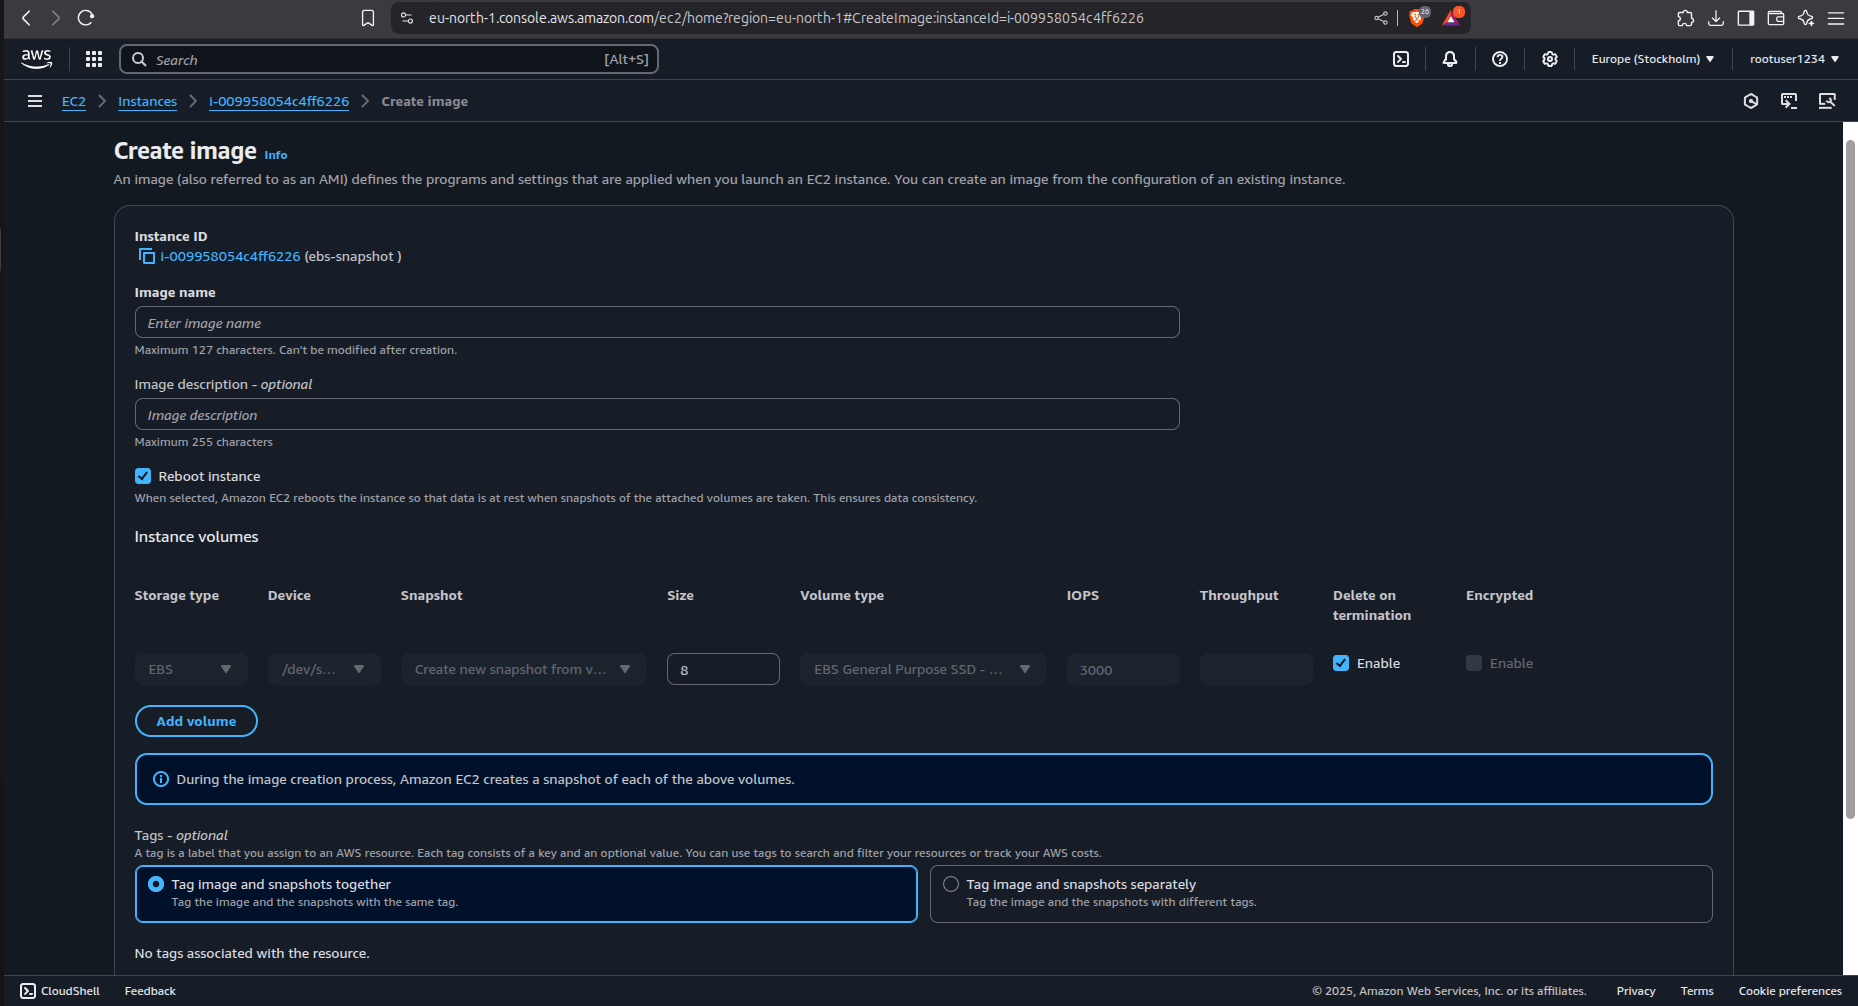 eu-north-1.console.aws.amazon.com/ec2/home?region=eu-north-1#CreateImage:instanceId=i-009958054c4ff6226
26
1
aws
Search
[Alt+S]
Europe (Stockholm)
rootuser1234
EC2
Instances
i-009958054c4ff6226
Create image
Create image Info
An image (also referred to as an AMI) defines the programs and settings that are applied when you launch an EC2 instance. You can create an image from the configuration of an existing instance.
Instance ID
i-009958054c4ff6226 (ebs-snapshot )
Image name
Enter image name
Maximum 127 characters. Can't be modified after creation.
Image description - optional
Image description
Maximum 255 characters
Reboot instance
When selected, Amazon EC2 reboots the instance so that data is at rest when snapshots of the attached volumes are taken. This ensures data consistency.
Instance volumes
Storage type
Device
Snapshot
Size
Volume type
IOPS
Throughput
Delete on
termination
Encrypted
EBS
/dev/s...
Create new snapshot from v...
8
EBS General Purpose SSD - ...
3000
Enable
Enable
Add volume
During the image creation process, Amazon EC2 creates a snapshot of each of the above volumes.
Tags - optional
A tag is a label that you assign to an AWS resource. Each tag consists of a key and an optional value. You can use tags to search and filter your resources or track your AWS costs.
Tag image and snapshots together
Tag the image and the snapshots with the same tag.
Tag image and snapshots separately
Tag the image and the snapshots with different tags.
No tags associated with the resource.
CloudShell
Feedback
© 2025, Amazon Web Services, Inc. or its affiliates.
Privacy
Terms
Cookie preferences